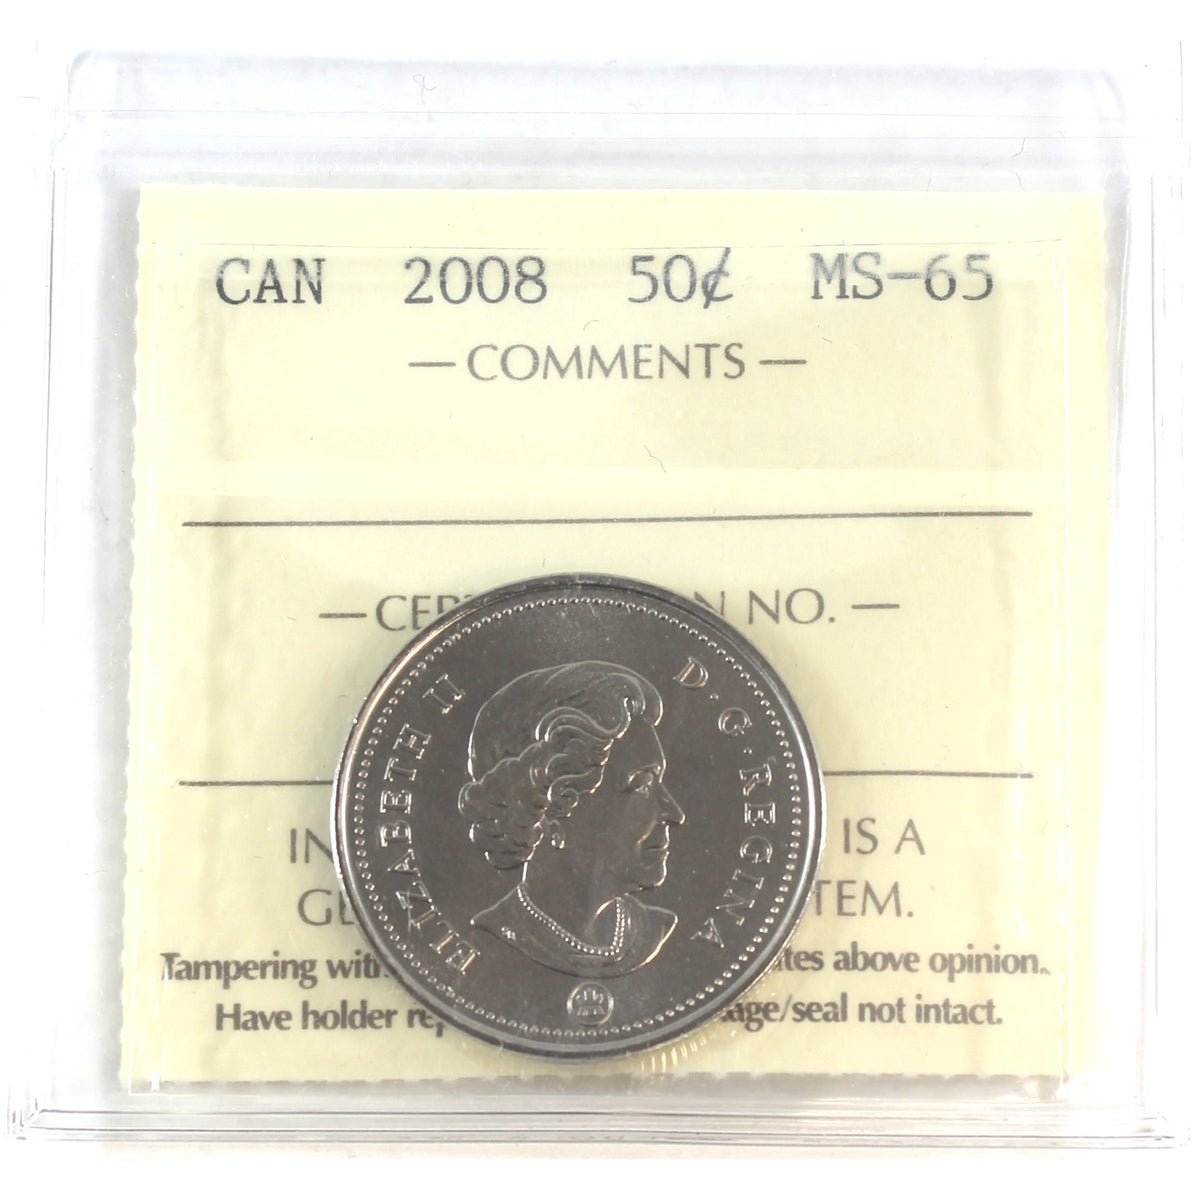 CAN 2008 50¢ MS-65
— COMMENTS —
— CER N NO. —
IN IS A
GE TEM.
Tampering with tes above opinion.
Have holder rep age/seal not intact.
ELIZABETH II D·G·REGINA